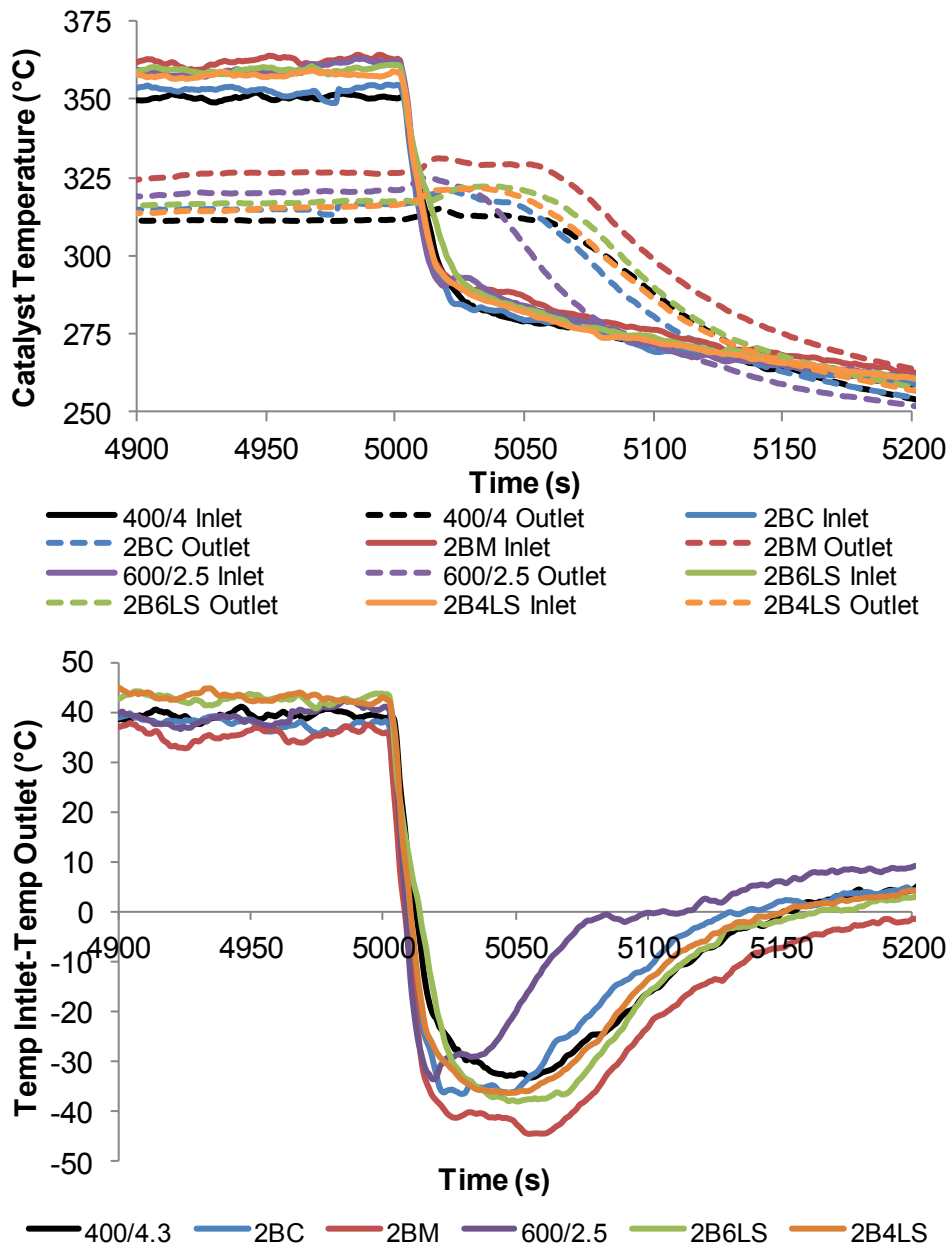 375
350
325
300
275
250
Catalyst Temperature (°C)
4900 4950 5000 5050 5100 5150 5200
Time (s)
400/4 Inlet 400/4 Outlet 2BC Inlet
2BC Outlet 2BM Inlet 2BM Outlet
600/2.5 Inlet 600/2.5 Outlet 2B6LS Inlet
2B6LS Outlet 2B4LS Inlet 2B4LS Outlet
50
40
30
20
10
0
-10
-20
-30
-40
-50
Temp Intlet-Temp Outlet (°C)
4900 4950 5000 5050 5100 5150 5200
Time (s)
400/4.3 2BC 2BM 600/2.5 2B6LS 2B4LS